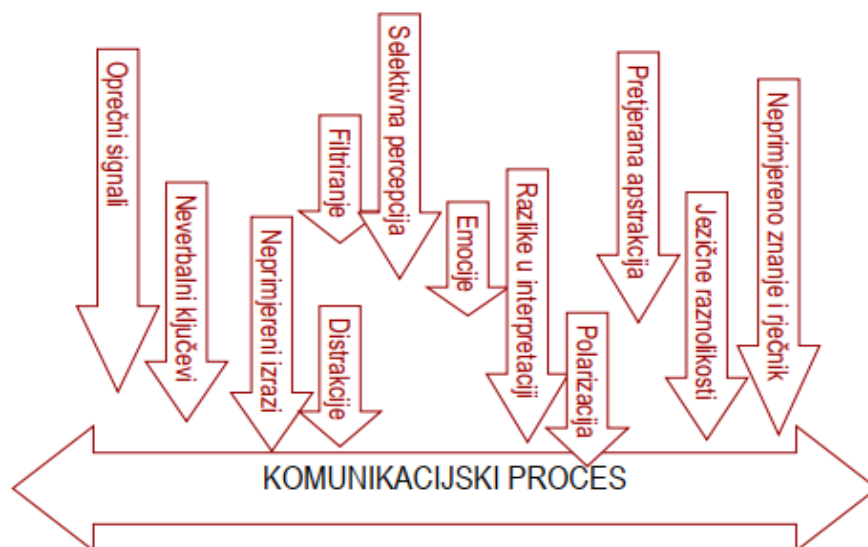 Oprečni signali
Neverbalni ključevi
Neprimjereni izrazi
Filtriranje
Distrakcije
Selektivna percepcija
Emocije
Razlike u interpretaciji
Polarizacija
Pretjerana apstrakcija
Jezične raznolikosti
Neprimjereno znanje i rječnik
KOMUNIKACIJSKI PROCES